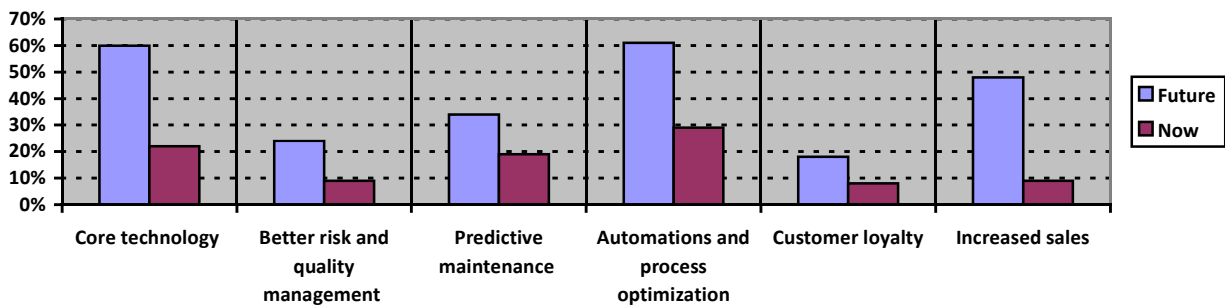 70%
60%
50%
40%
30%
20%
10%
0%
Core technology
Better risk and
quality
management
Predictive
maintenance
Automations and
process
optimization
Customer loyalty
Increased sales
Future
Now